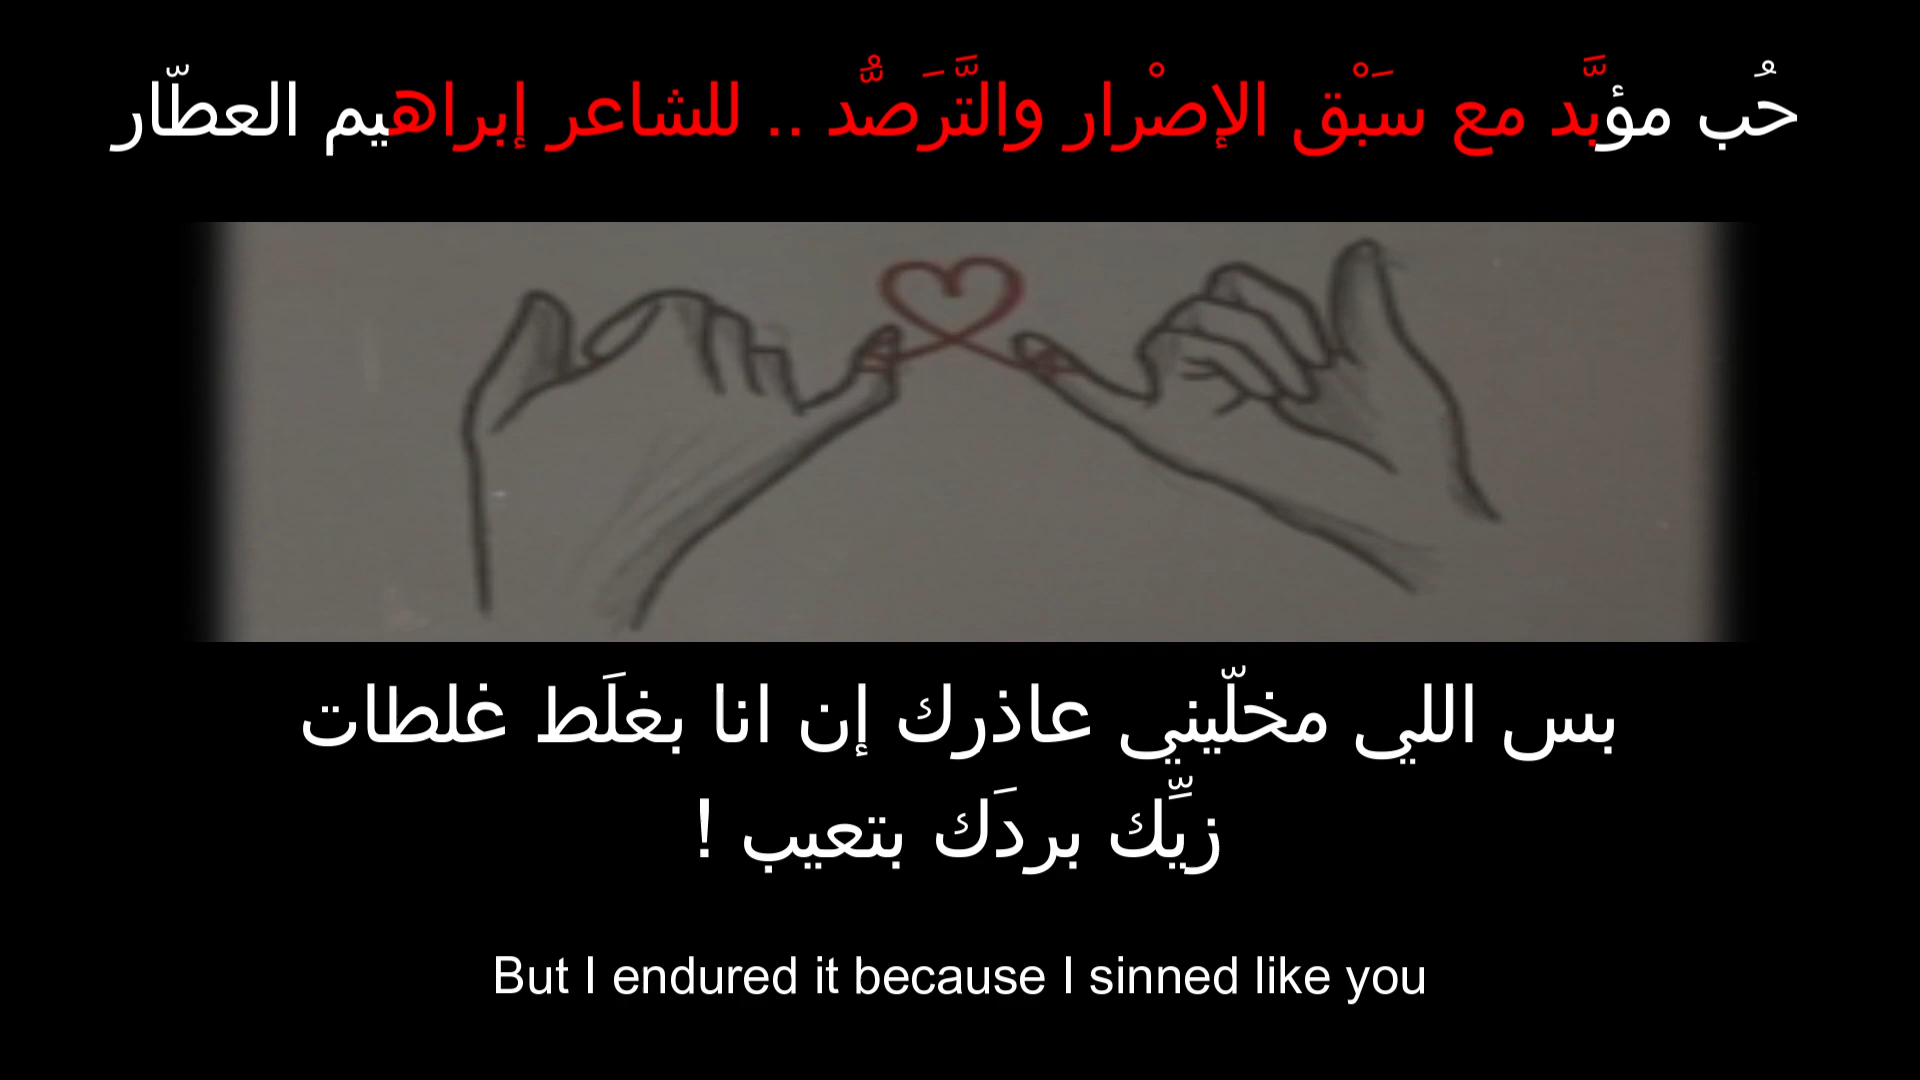 حُب مؤبَّد مع سَبْق الإصْرار والتَّرَصُّد .. للشاعر إبراهيم العطّار
بس اللي مخلّيني عاذرك إن انا بغلَط غلطات
زيِّك بردَك بتعيب !
But I endured it because I sinned like you